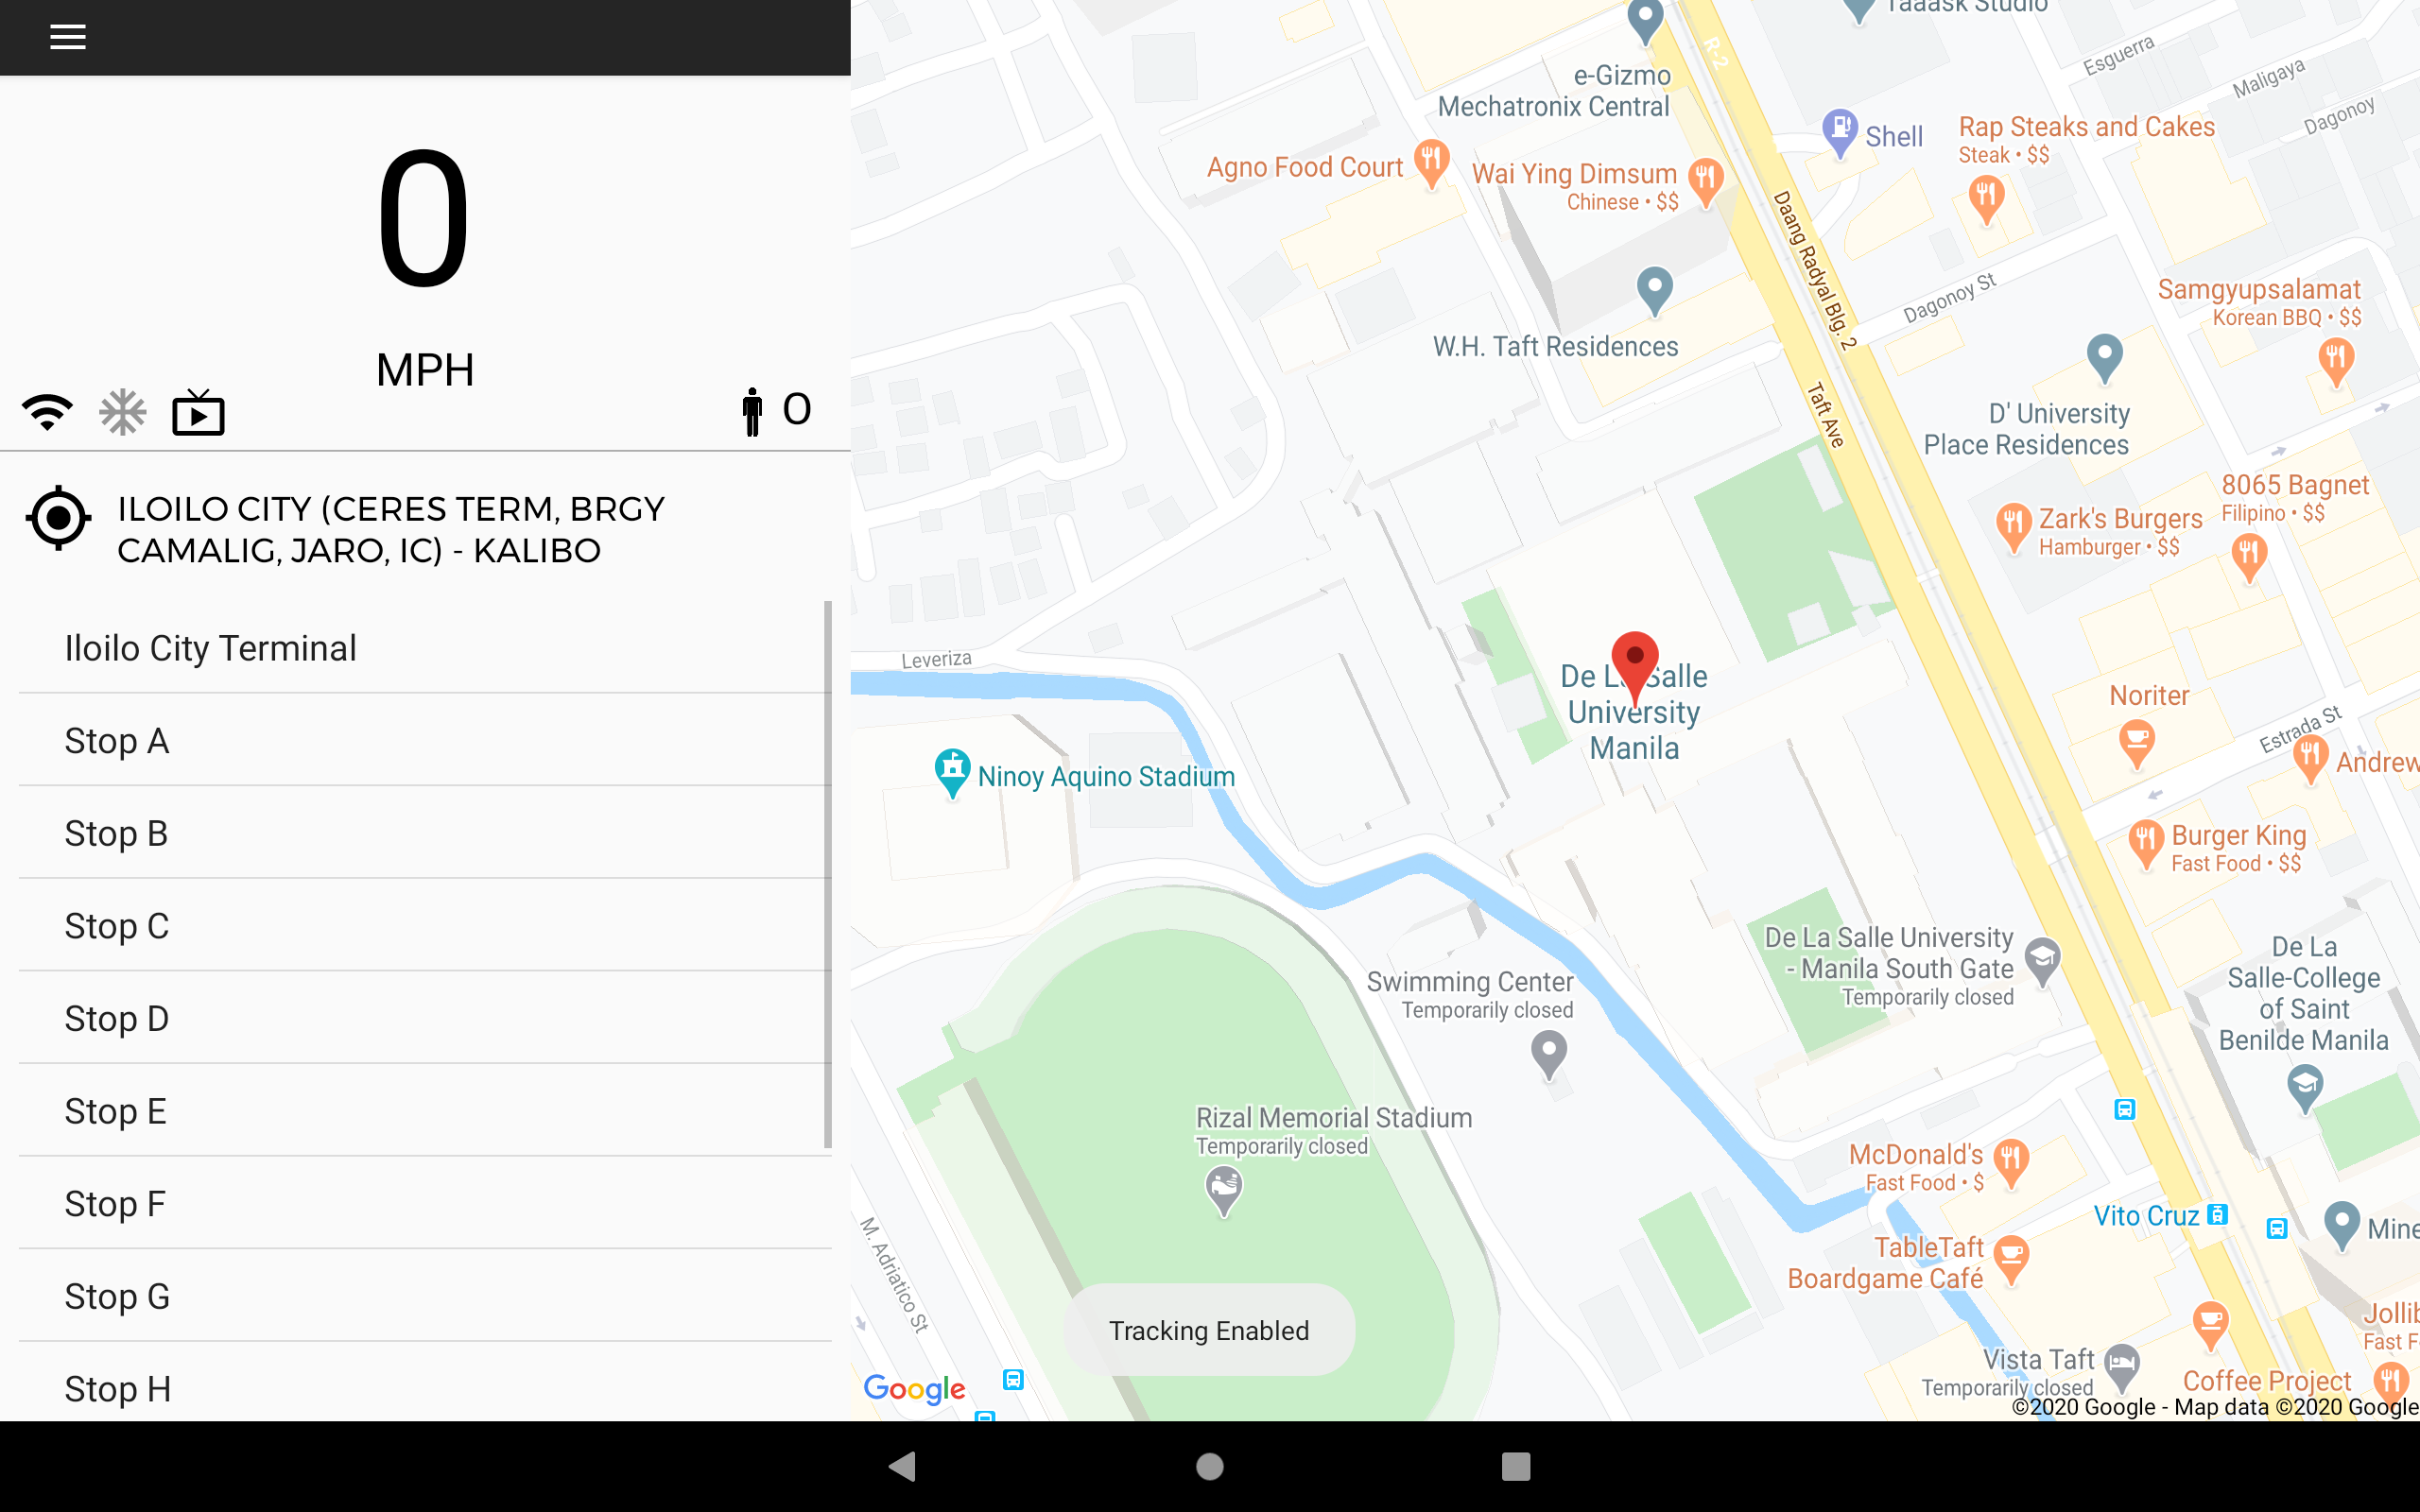 0
MPH
0
ILOILO CITY (CERES TERM, BRGY
CAMALIG, JARO, IC) - KALIBO
Iloilo City Terminal
Stop A
Stop B
Stop C
Stop D
Stop E
Stop F
Stop G
Stop H
Taaask Studio
R-2
Esguerra
Maligaya
Dagonoy
e-Gizmo
Mechatronix Central
Shell
Rap Steaks and Cakes
Steak • $$
Agno Food Court
Wai Ying Dimsum
Chinese • $$
Daang Radyal Blg. 2
Dagonoy St
Samgyupsalamat
Korean BBQ • $$
W.H. Taft Residences
Taft Ave
D' University
Place Residences
8065 Bagnet
Filipino • $$
Zark's Burgers
Hamburger • $$
Leveriza
De La Salle
University
Manila
Noriter
Estrada St
Andrew
Ninoy Aquino Stadium
Burger King
Fast Food • $$
De La Salle University
- Manila South Gate
Temporarily closed
De La
Salle-College
of Saint
Benilde Manila
Swimming Center
Temporarily closed
Rizal Memorial Stadium
Temporarily closed
McDonald's
Fast Food • $
Vito Cruz
Mine
M. Adriatico St
TableTaft
Boardgame Café
Tracking Enabled
Jollib
Fast F
Vista Taft
Temporarily closed
Coffee Project
Google
©2020 Google - Map data ©2020 Google